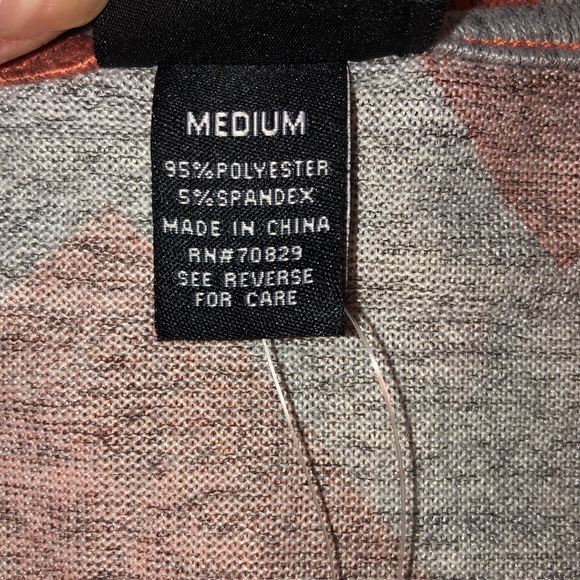 MEDIUM
95%POLYESTER
5%SPANDEX
MADE IN CHINA
RN#70829
SEE REVERSE
FOR CARE